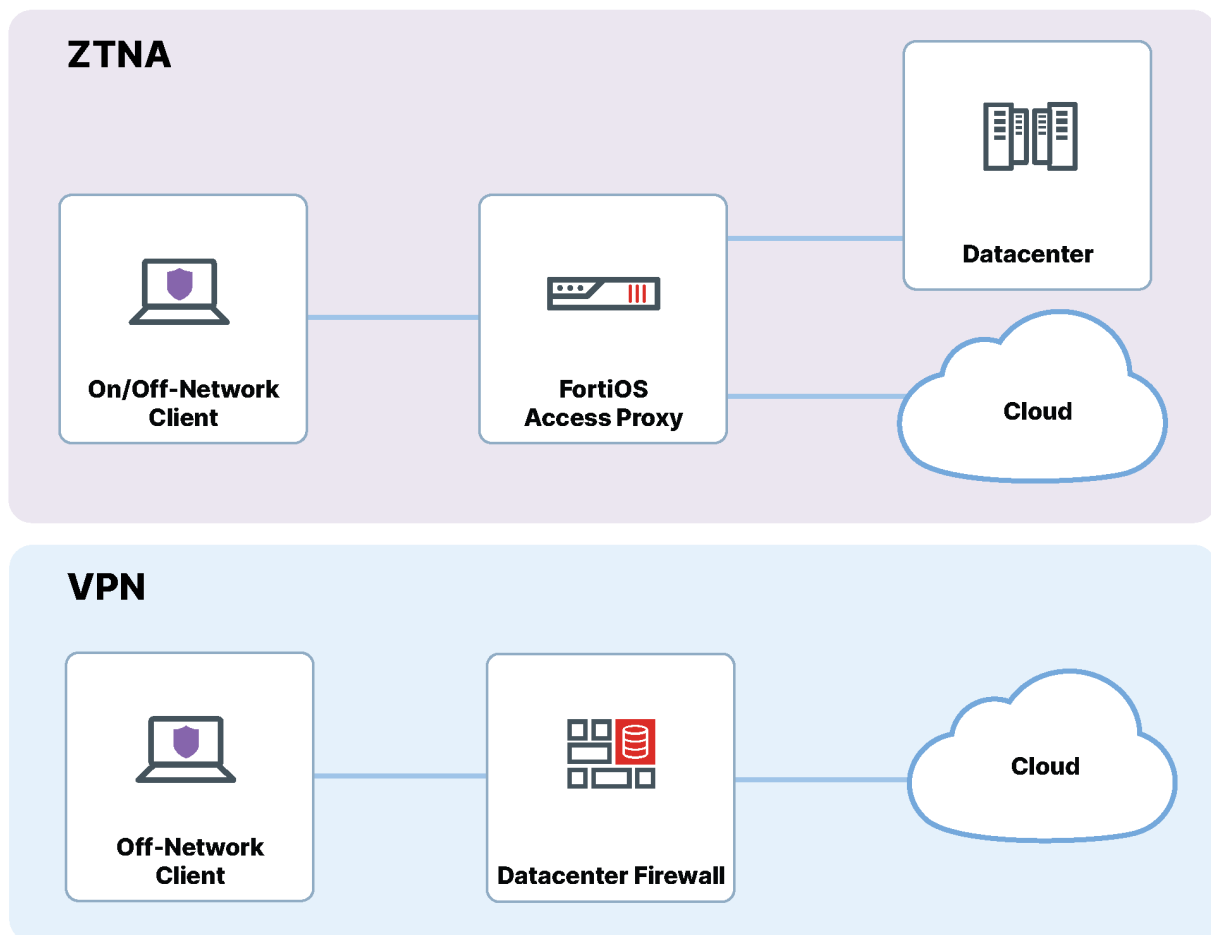 ZTNA
Datacenter
On/Off-Network
Client
FortiOS
Access Proxy
Cloud
VPN
Off-Network
Client
Datacenter Firewall
Cloud